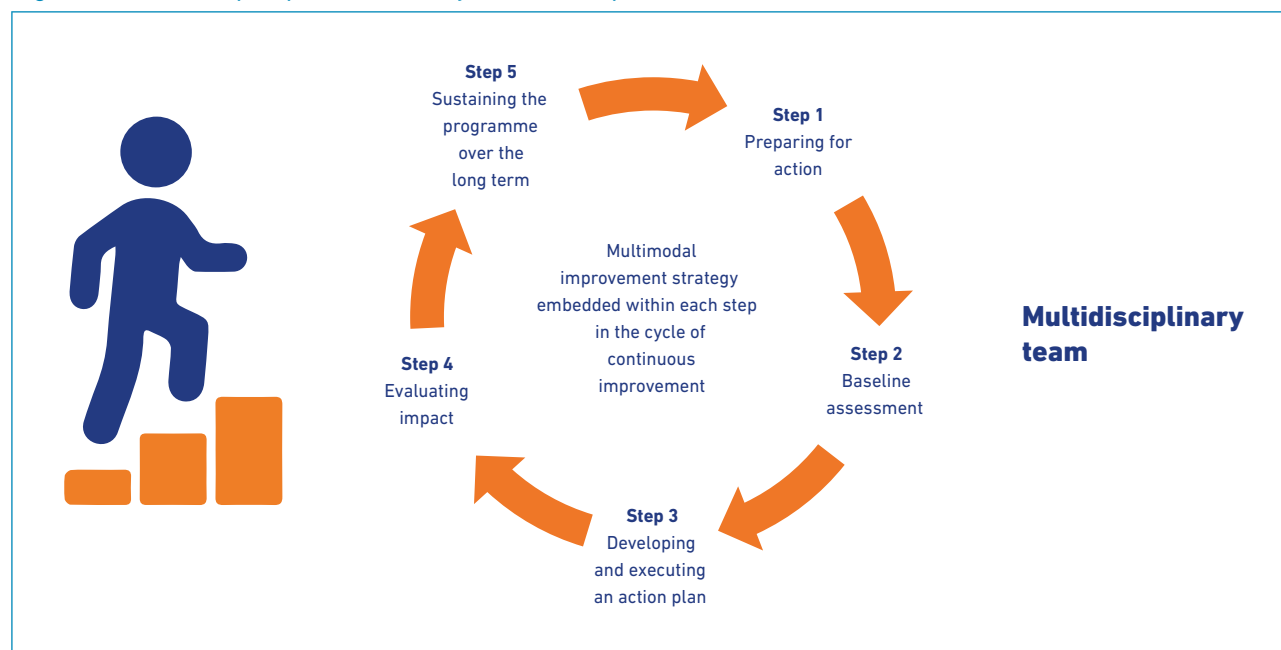 Step 5
Sustaining the
programme
over the
long term
Step 1
Preparing for
action
Multimodal
improvement strategy
embedded within each step
in the cycle of
continuous
improvement
Multidisciplinary
team
Step 2
Baseline
assessment
Step 4
Evaluating
impact
Step 3
Developing
and executing
an action plan